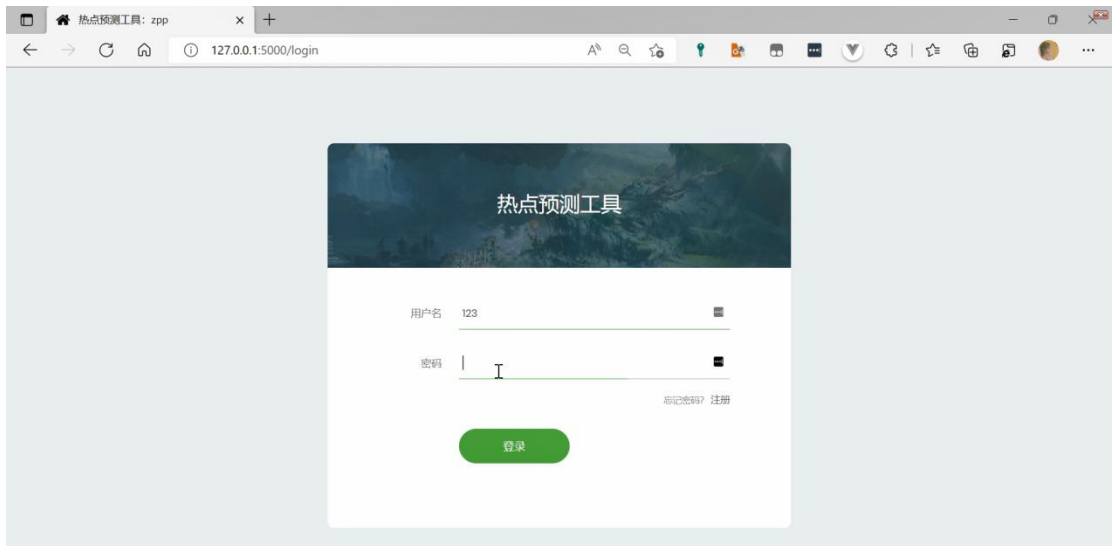 热点预测工具：zpp
127.0.0.1:5000/login
热点预测工具
用户名 123
密码
忘记密码? 注册
登录